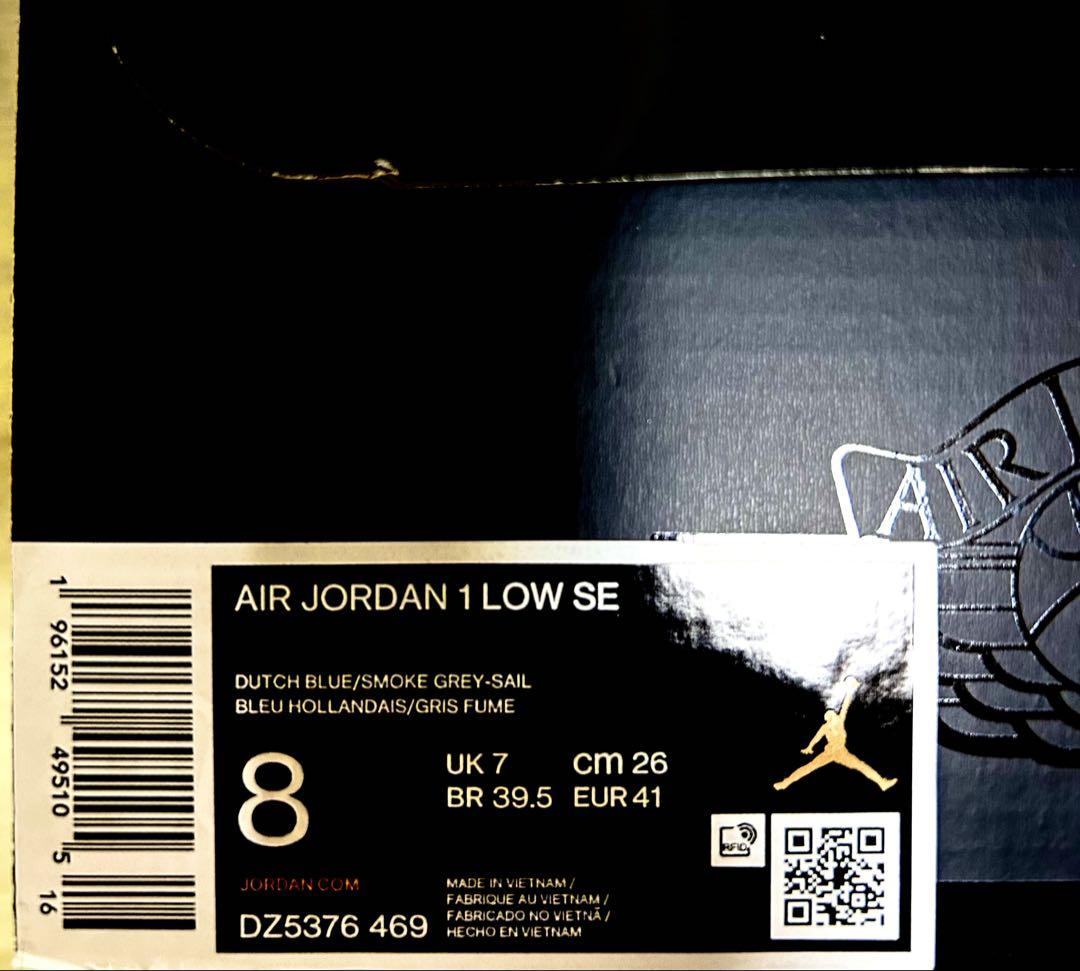 AIR J
AIR JORDAN 1 LOW SE
DUTCH BLUE/SMOKE GREY-SAIL
BLEU HOLLANDAIS/GRIS FUME
8
UK 7 cm 26
BR 39.5 EUR 41
RFID
JORDAN.COM
DZ5376 469
MADE IN VIETNAM /
FABRIQUE AU VIETNAM /
FABRICADO NO VIETNÃ /
HECHO EN VIETNAM
1 96152 49510 5 16